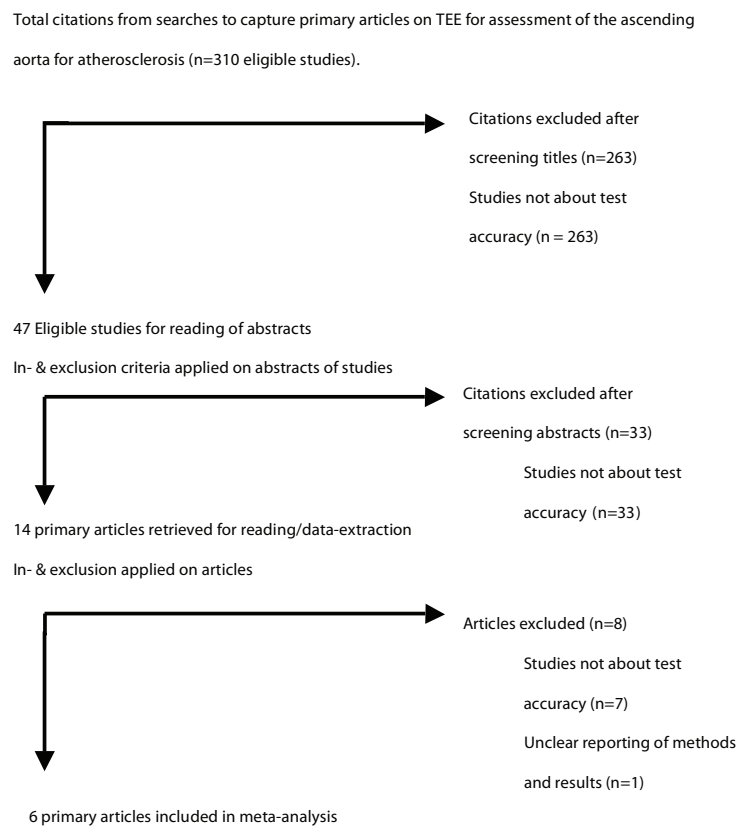 Total citations from searches to capture primary articles on TEE for assessment of the ascending
aorta for atherosclerosis (n=310 eligible studies).
Citations excluded after
screening titles (n=263)
Studies not about test
accuracy (n = 263)
47 Eligible studies for reading of abstracts
In- & exclusion criteria applied on abstracts of studies
Citations excluded after
screening abstracts (n=33)
Studies not about test
accuracy (n=33)
14 primary articles retrieved for reading/data-extraction
In- & exclusion applied on articles
Articles excluded (n=8)
Studies not about test
accuracy (n=7)
Unclear reporting of methods
and results (n=1)
6 primary articles included in meta-analysis